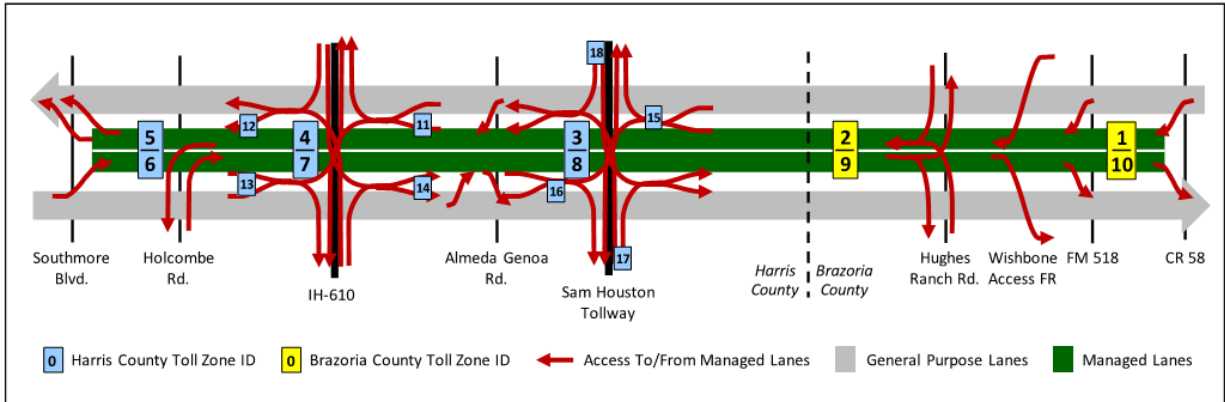 18
12
11
15
5
6
4
7
3
8
2
9
1
10
13
14
16
17
Southmore
Blvd.
Holcombe
Rd.
IH-610
Almeda Genoa
Rd.
Sam Houston
Tollway
Harris
County
Brazoria
County
Hughes
Ranch Rd.
Wishbone
Access FR
FM 518
CR 58
0 Harris County Toll Zone ID
0 Brazoria County Toll Zone ID
Access To/From Managed Lanes
General Purpose Lanes
Managed Lanes